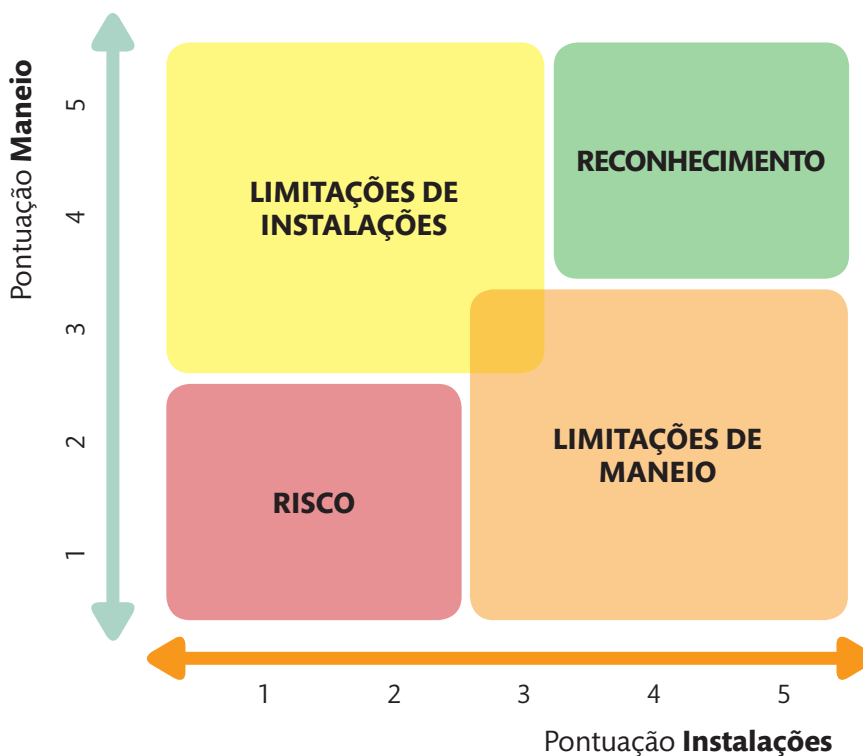 Pontuação Maneio
5
4
3
2
1
LIMITAÇÕES DE
INSTALAÇÕES
RECONHECIMENTO
RISCO
LIMITAÇÕES DE
MANEIO
1 2 3 4 5
Pontuação Instalações